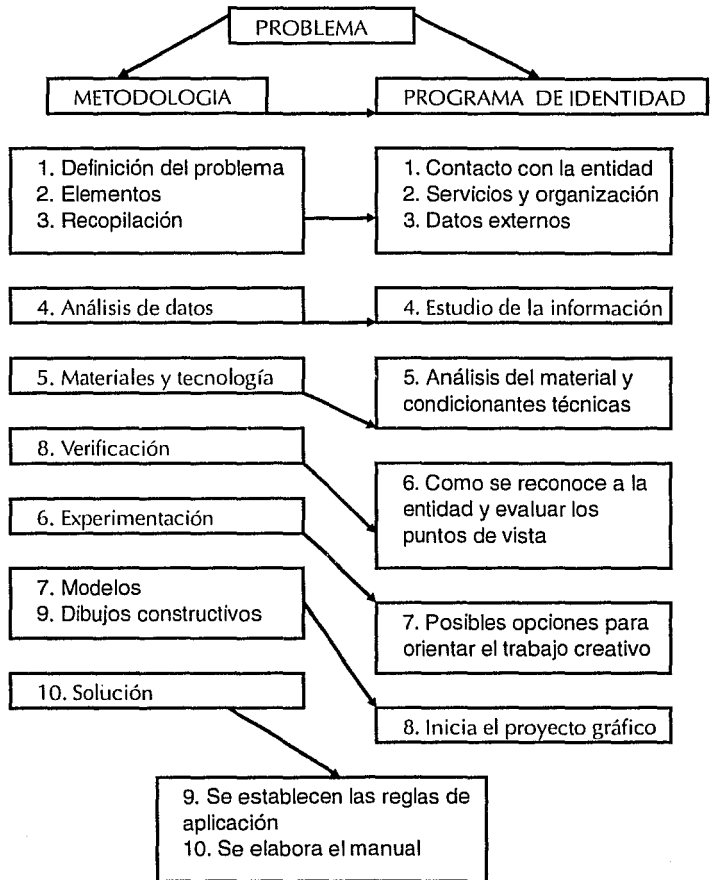 PROBLEMA
METODOLOGIA
PROGRAMA DE IDENTIDAD
1. Definición del problema
2. Elementos
3. Recopilación
1. Contacto con la entidad
2. Servicios y organización
3. Datos externos
4. Análisis de datos
4. Estudio de la información
5. Materiales y tecnología
5. Análisis del material y
condicionantes técnicas
8. Verificación
6. Como se reconoce a la
entidad y evaluar los
puntos de vista
6. Experimentación
7. Modelos
9. Dibujos constructivos
7. Posibles opciones para
orientar el trabajo creativo
10. Solución
8. Inicia el proyecto gráfico
9. Se establecen las reglas de
aplicación
10. Se elabora el manual